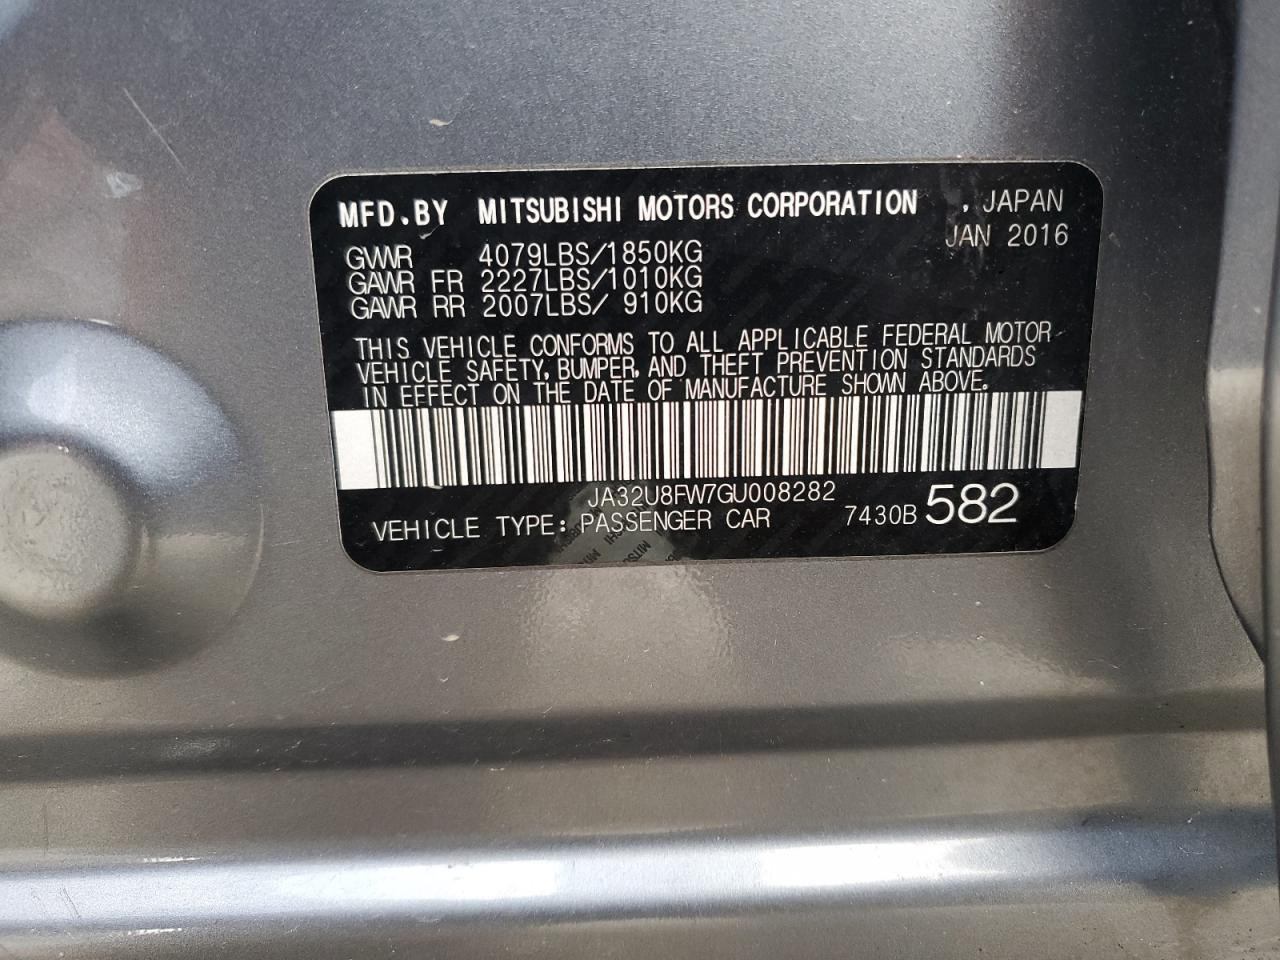 MFD.BY MITSUBISHI MOTORS CORPORATION , JAPAN
JAN 2016
GVWR 4079LBS/1850KG
GAWR FR 2227LBS/1010KG
GAWR RR 2007LBS/ 910KG
THIS VEHICLE CONFORMS TO ALL APPLICABLE FEDERAL MOTOR
VEHICLE SAFETY, BUMPER, AND THEFT PREVENTION STANDARDS
IN EFFECT ON THE DATE OF MANUFACTURE SHOWN ABOVE.
JA32U8FW7GU008282
VEHICLE TYPE: PASSENGER CAR 7430B 582